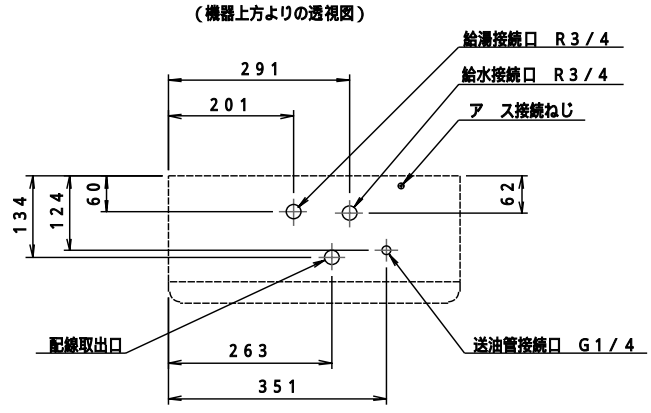 (機器上方よりの透視図)
給湯接続口 R3/4
給水接続口 R3/4
ア ス接続ねじ
291
201
60
62
124
134
配線取出口
送油管接続口 G1/4
263
351